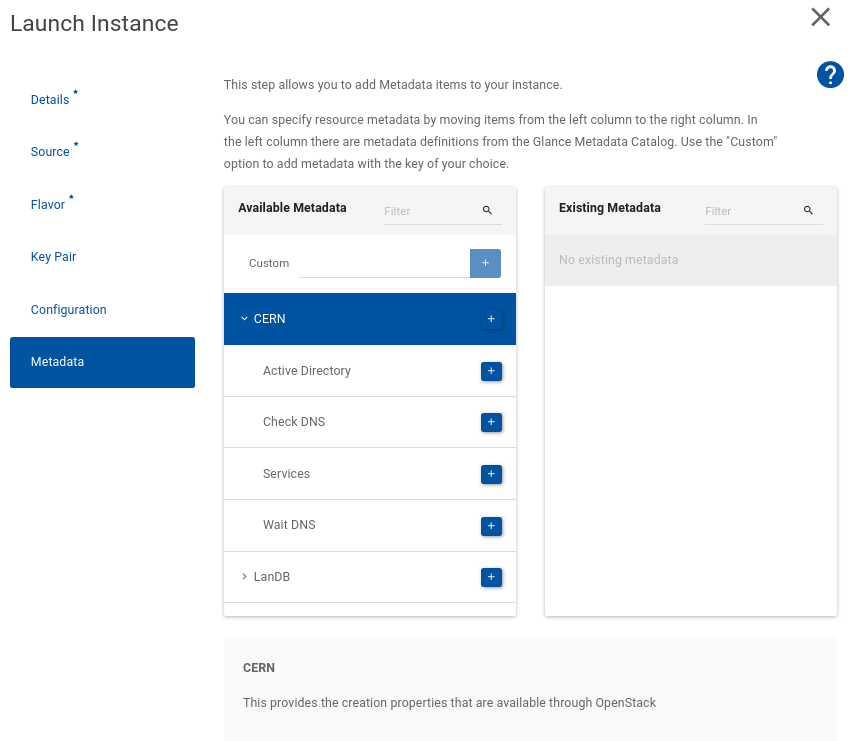 Launch Instance
Details *
Source *
Flavor *
Key Pair
Configuration
Metadata
?
This step allows you to add Metadata items to your instance.
You can specify resource metadata by moving items from the left column to the right column. In
the left column there are metadata definitions from the Glance Metadata Catalog. Use the "Custom"
option to add metadata with the key of your choice.
Available Metadata
Filter
Custom
+
CERN
+
Active Directory
+
Check DNS
+
Services
+
Wait DNS
+
LanDB
+
Existing Metadata
Filter
No existing metadata
CERN
This provides the creation properties that are available through OpenStack